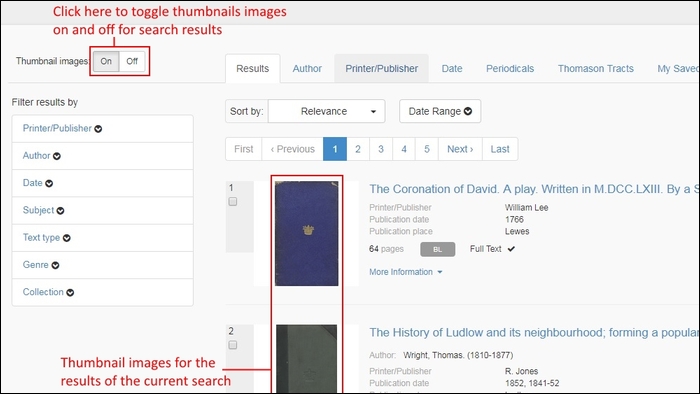 Click here to toggle thumbnails images
on and off for search results
Thumbnail images: On Off
Results Author Printer/Publisher Date Periodicals Thomason Tracts My Saved
Filter results by
Sort by: Relevance Date Range
Printer/Publisher
Author
Date
Subject
Text type
Genre
Collection
First ‹ Previous 1 2 3 4 5 Next › Last
1
The Coronation of David. A play. Written in M.DCC.LXIII. By a S
Printer/Publisher William Lee
Publication date 1766
Publication place Lewes
64 pages BL Full Text
More Information
2
The History of Ludlow and its neighbourhood; forming a popula
Author: Wright, Thomas. (1810-1877)
Printer/Publisher R. Jones
Publication date 1852, 1841-52
Thumbnail images for the
results of the current search